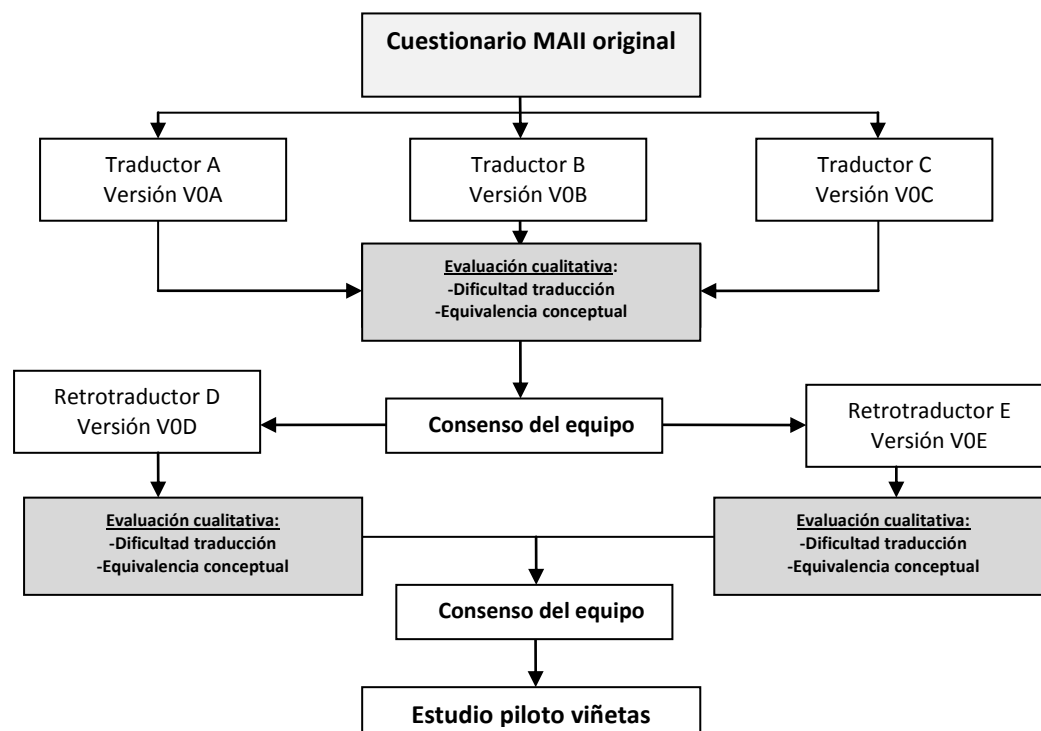 Cuestionario MAII original
Traductor A
Versión V0A
Traductor B
Versión V0B
Traductor C
Versión V0C
Evaluación cualitativa:
-Dificultad traducción
-Equivalencia conceptual
Retrotraductor D
Versión V0D
Consenso del equipo
Retrotraductor E
Versión V0E
Evaluación cualitativa:
-Dificultad traducción
-Equivalencia conceptual
Evaluación cualitativa:
-Dificultad traducción
-Equivalencia conceptual
Consenso del equipo
Estudio piloto viñetas